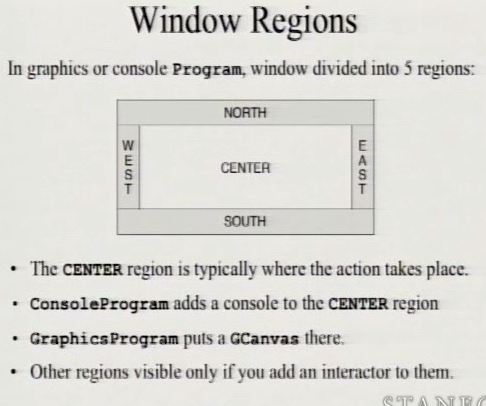 Window Regions
In graphics or console Program, window divided into 5 regions:
NORTH
WEST
CENTER
EAST
SOUTH
• The CENTER region is typically where the action takes place.
• ConsoleProgram adds a console to the CENTER region
• GraphicsProgram puts a GCanvas there.
• Other regions visible only if you add an interactor to them.